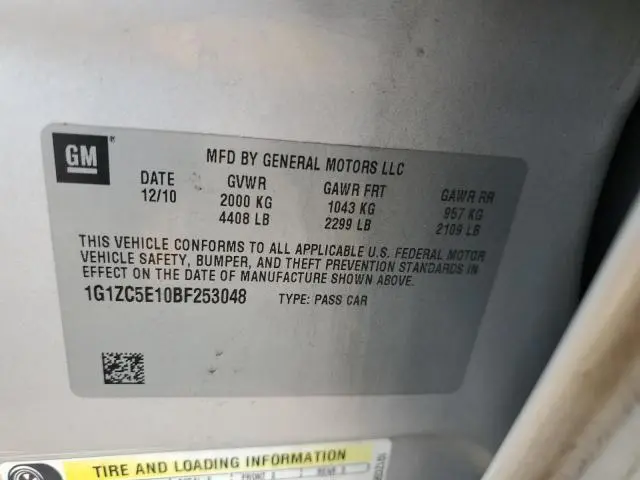 GM
MFD BY GENERAL MOTORS LLC
DATE GVWR GAWR FRT GAWR RR
12/10 2000 KG 1043 KG 957 KG
4408 LB 2299 LB 2109 LB
THIS VEHICLE CONFORMS TO ALL APPLICABLE U.S. FEDERAL MOTOR
VEHICLE SAFETY, BUMPER, AND THEFT PREVENTION STANDARDS IN
EFFECT ON THE DATE OF MANUFACTURE SHOWN ABOVE.
1G1ZC5E10BF253048 TYPE: PASS CAR
TIRE AND LOADING INFORMATION